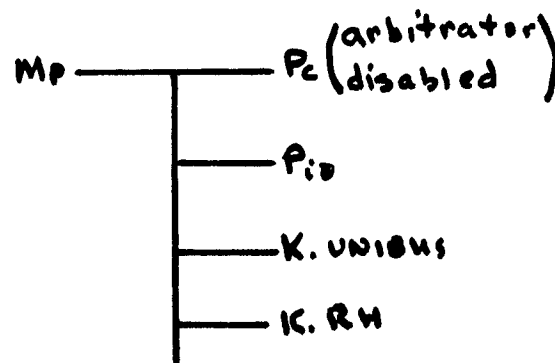 Mp Pc (arbitrator
disabled)
Pio
K. UNIBUS
K. RH